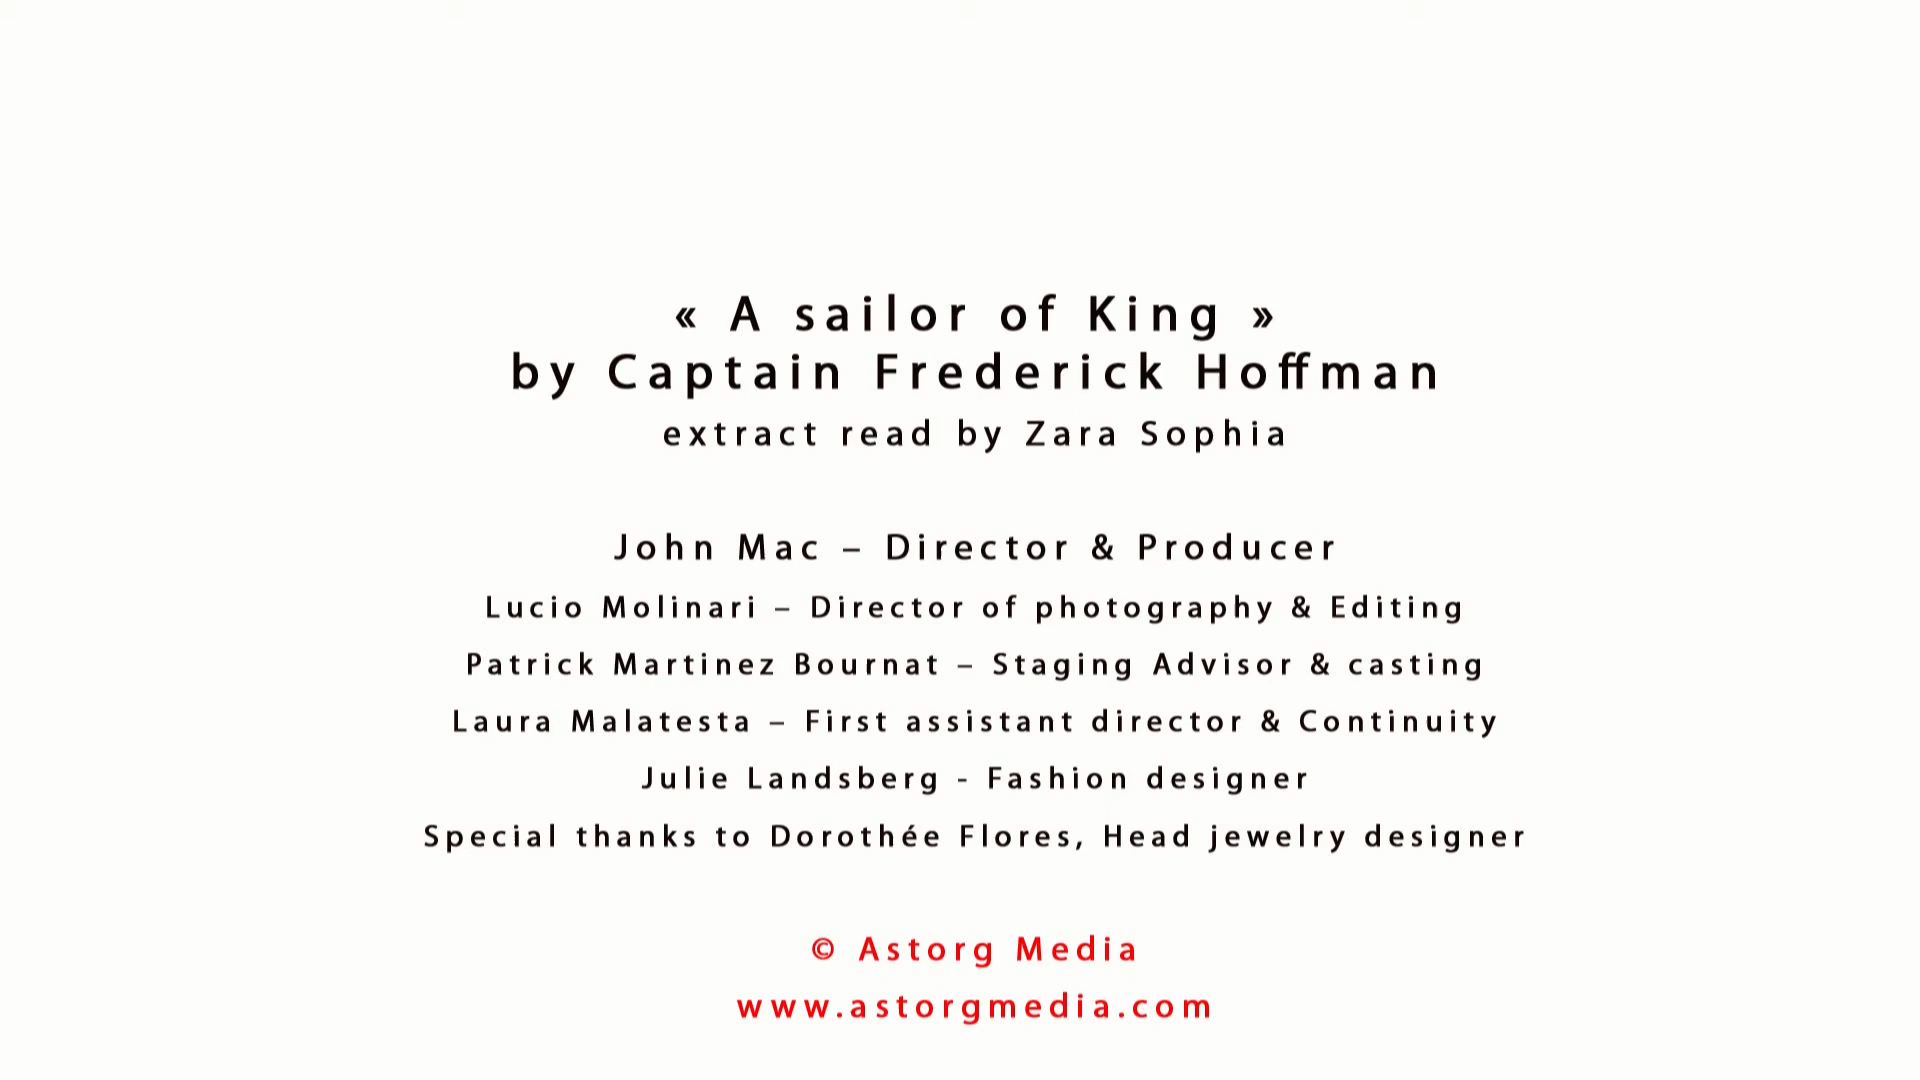 « A sailor of King »
by Captain Frederick Hoffman
extract read by Zara Sophia
John Mac – Director & Producer
Lucio Molinari – Director of photography & Editing
Patrick Martinez Bournat – Staging Advisor & casting
Laura Malatesta – First assistant director & Continuity
Julie Landsberg - Fashion designer
Special thanks to Dorothée Flores, Head jewelry designer
© Astorg Media
www.astorgmedia.com